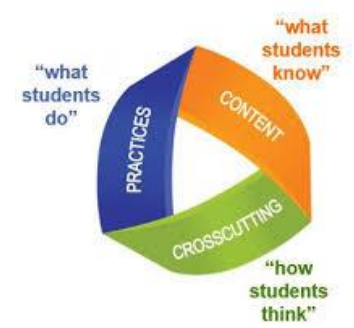 “what
students
do”
PRACTICES
“what
students
know”
CONTENT
CROSSCUTTING
“how
students
think”